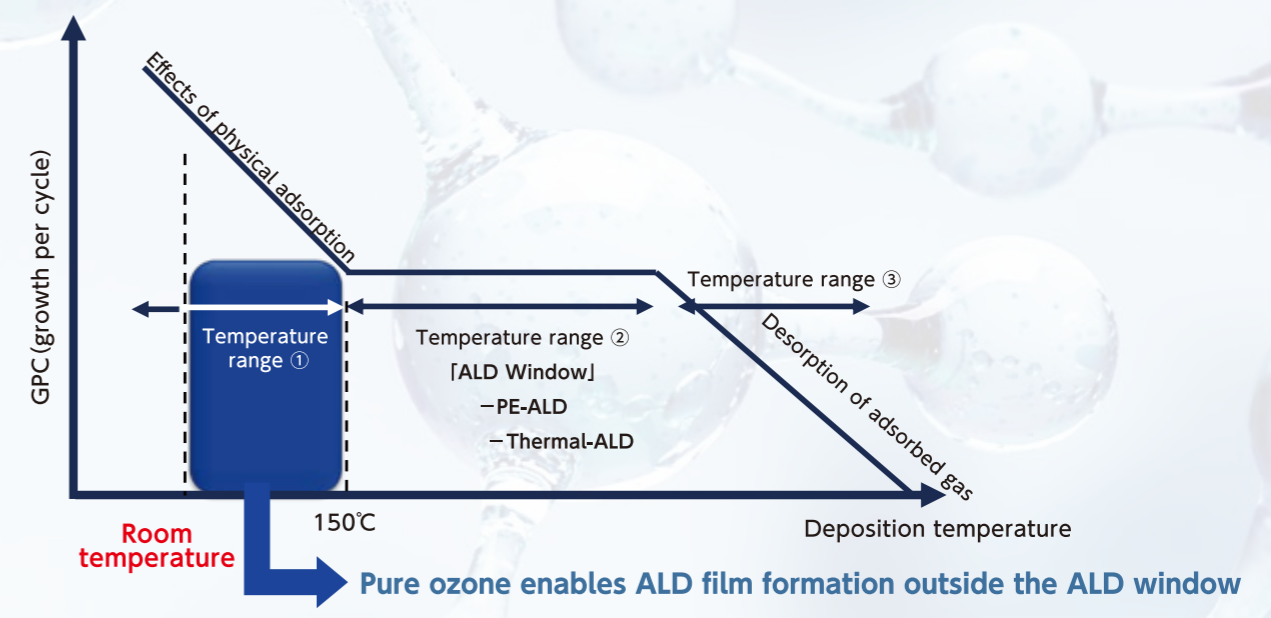 GPC (growth per cycle)
Effects of physical adsorption
Temperature
range ①
Temperature range ②
「ALD Window」
−PE-ALD
−Thermal-ALD
Temperature range ③
Desorption of adsorbed gas
Room
temperature
150℃
Deposition temperature
Pure ozone enables ALD film formation outside the ALD window